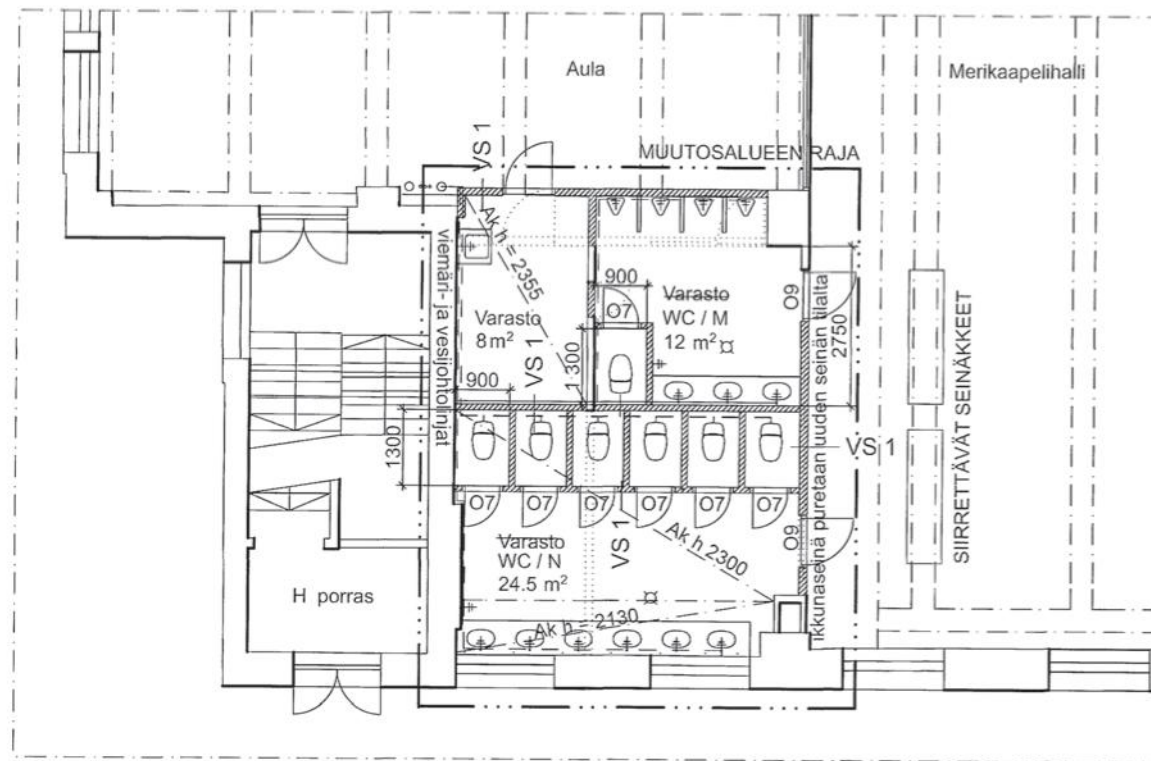 Aula
Merikaapelihalli
VS 1
MUUTOSALUEEN RAJA
viemäri- ja vesijohtolinjat
Ak h = 2355
900
O7
Varasto
WC / M
12 m²
O9
2750
ikkunaseinä puretaan uuden seinän tilalta
SIIRRETTÄVÄT SEINÄKKEET
Varasto
8 m²
VS 1
1300
900
1300
VS 1
O7
O7
O7
O7
O7
O7
Varasto
WC / N
24.5 m²
VS 1
Ak h 2300
O9
Ak h = 2130
H porras